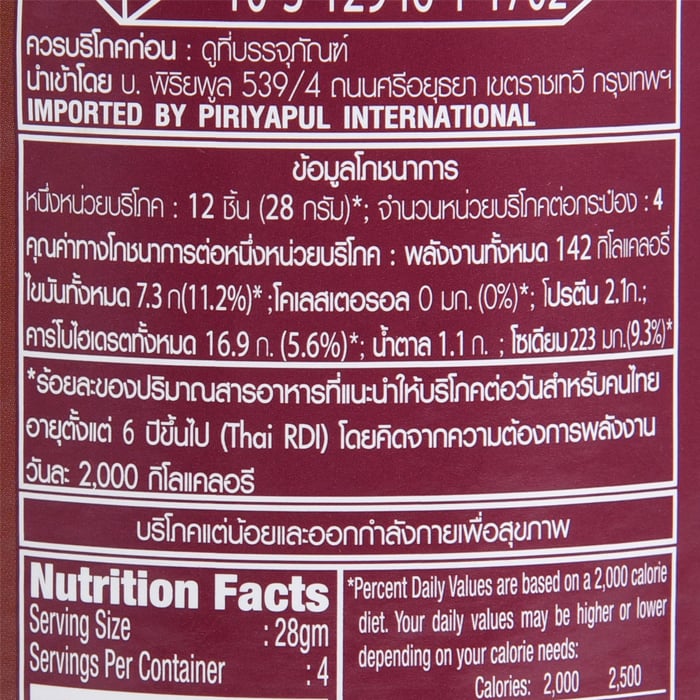 ควรบริโภคก่อน : ดูที่บรรจุภัณฑ์
นำเข้าโดย บ. พิริยพูล 539/4 ถนนศรีอยุธยา เขตราชเทวี กรุงเทพฯ
IMPORTED BY PIRIYAPUL INTERNATIONAL
ข้อมูลโภชนาการ
หนึ่งหน่วยบริโภค : 12 ชิ้น (28 กรัม)*; จำนวนหน่วยบริโภคต่อกระป๋อง : 4
คุณค่าทางโภชนาการต่อหนึ่งหน่วยบริโภค : พลังงานทั้งหมด 142 กิโลแคลอรี่
ไขมันทั้งหมด 7.3 ก(11.2%)* ;โคเลสเตอรอล 0 มก. (0%)*; โปรตีน 2.1ก.;
คาร์โบไฮเดรตทั้งหมด 16.9 ก. (5.6%)*; น้ำตาล 1.1 ก. ; โซเดียม 223 มก.(9.3%)*
*ร้อยละของปริมาณสารอาหารที่แนะนำให้บริโภคต่อวันสำหรับคนไทย
อายุตั้งแต่ 6 ปีขึ้นไป (Thai RDI) โดยคิดจากความต้องการพลังงาน
วันละ 2,000 กิโลแคลอรี
บริโภคแต่น้อยและออกกำลังกายเพื่อสุขภาพ
Nutrition Facts
Serving Size : 28gm
Servings Per Container : 4
*Percent Daily Values are based on a 2,000 calorie
diet. Your daily values may be higher or lower
depending on your calorie needs:
Calories: 2,000 2,500